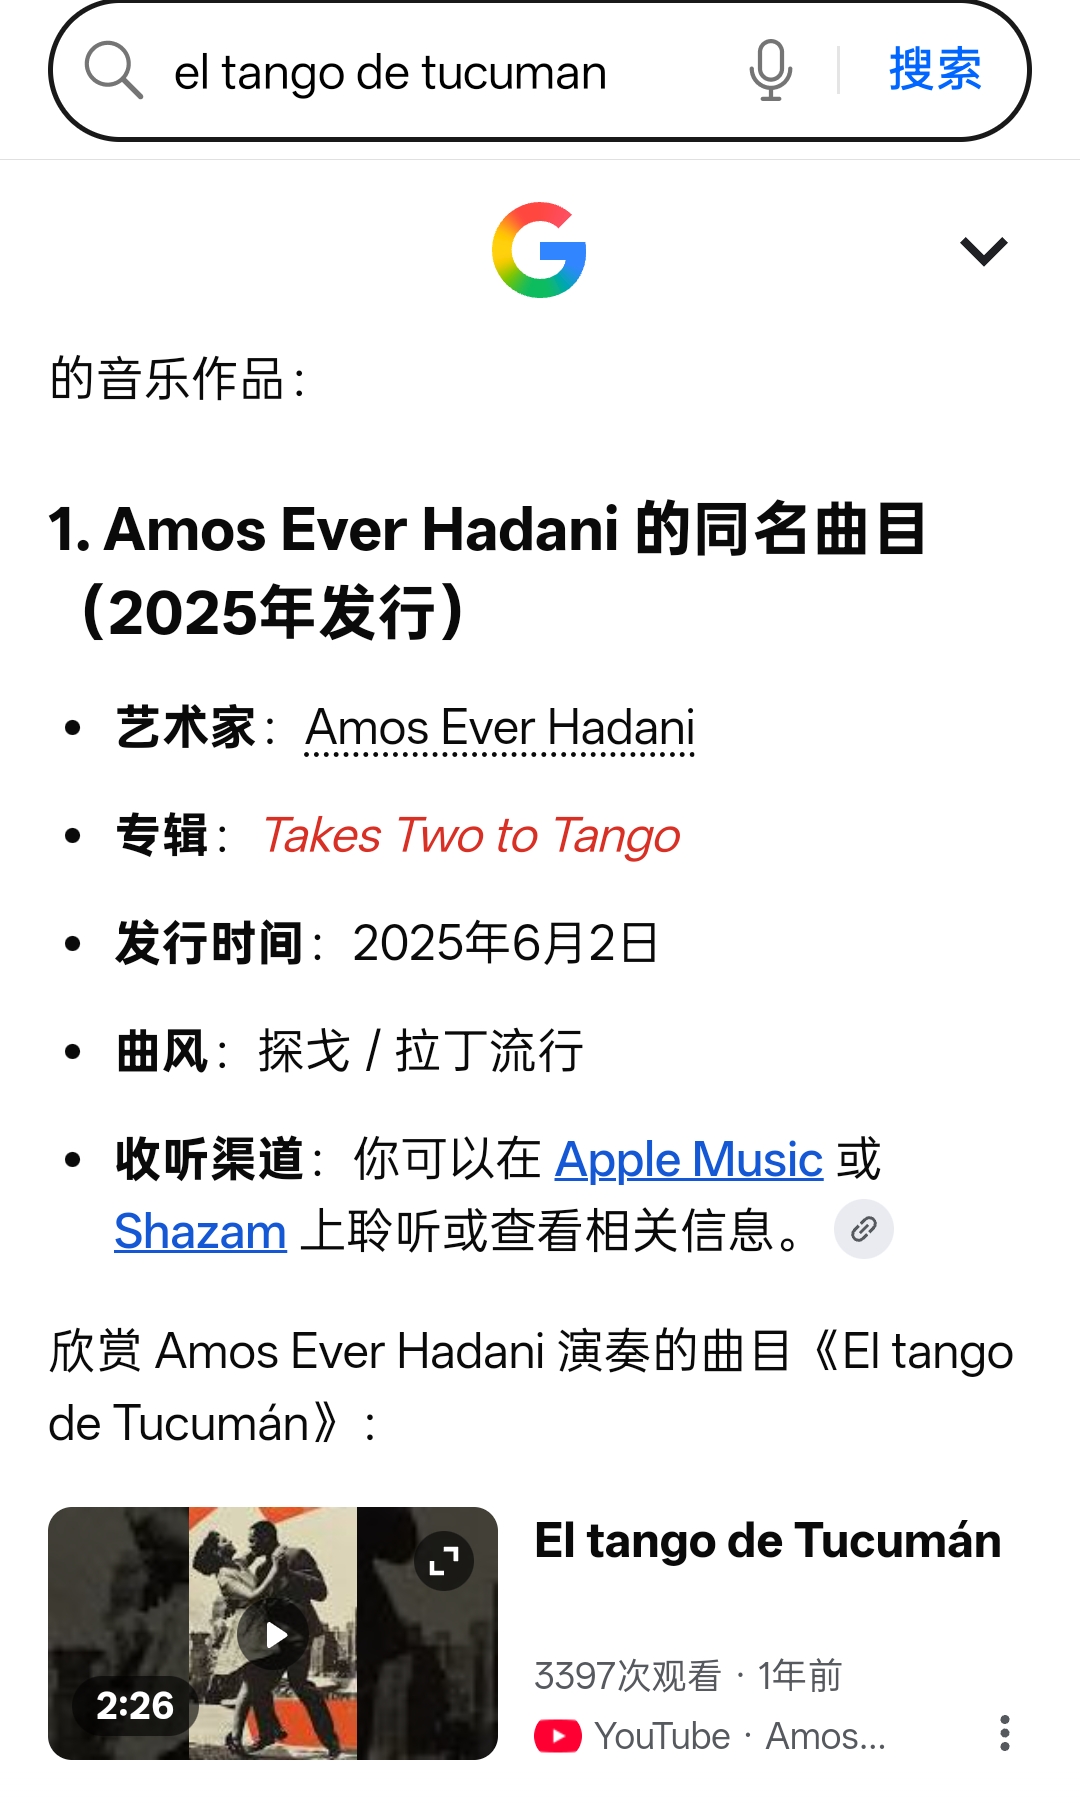 el tango de tucuman 搜索
的音乐作品：
1. Amos Ever Hadani 的同名曲目
（2025年发行）
• 艺术家：Amos Ever Hadani
• 专辑：Takes Two to Tango
• 发行时间：2025年6月2日
• 曲风：探戈 / 拉丁流行
• 收听渠道：你可以在 Apple Music 或
Shazam 上聆听或查看相关信息。
欣赏 Amos Ever Hadani 演奏的曲目《El tango
de Tucumán》：
El tango de Tucumán
3397次观看 · 1年前
2:26
YouTube · Amos...